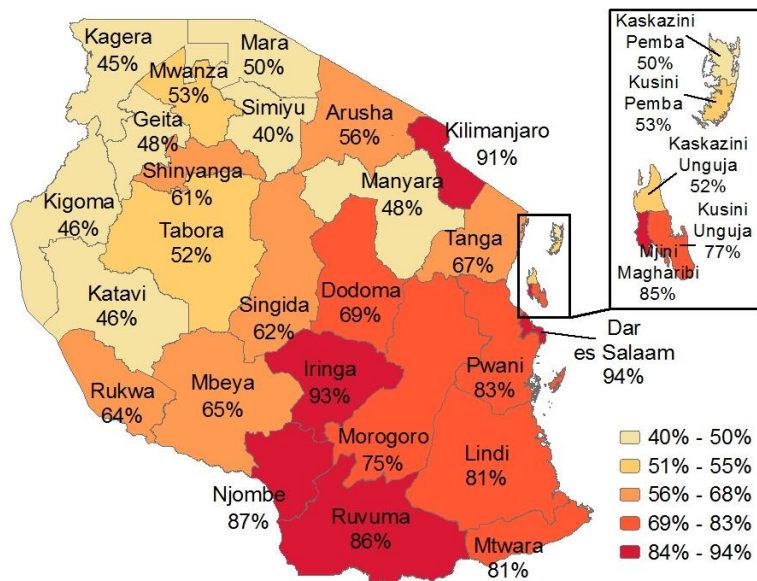 Kagera
45%
Mara
50%
Mwanza
53%
Geita
48%
Simiyu
40%
Arusha
56%
Kilimanjaro
91%
Shinyanga
61%
Kigoma
46%
Tabora
52%
Manyara
48%
Tanga
67%
Katavi
46%
Singida
62%
Dodoma
69%
Rukwa
64%
Mbeya
65%
Iringa
93%
Morogoro
75%
Pwani
83%
Dar
es Salaam
94%
Lindi
81%
Njombe
87%
Ruvuma
86%
Mtwara
81%
Kaskazini
Pemba
50%
Kusini
Pemba
53%
Kaskazini
Unguja
52%
Kusini
Unguja
77%
Mjini
Magharibi
85%
40% - 50%
51% - 55%
56% - 68%
69% - 83%
84% - 94%